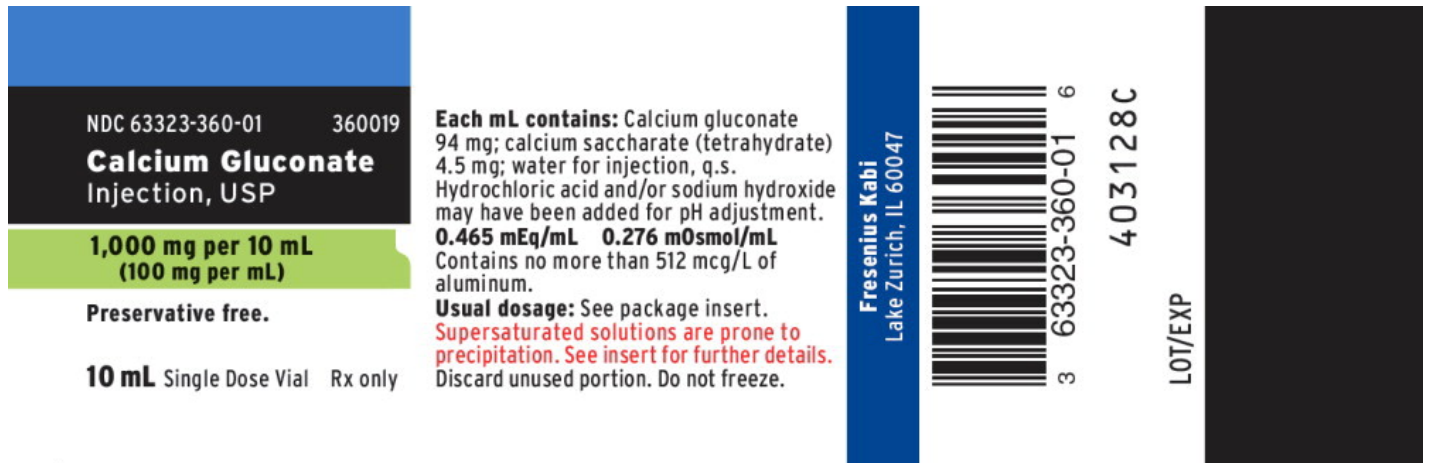 NDC 63323-360-01 360019
Calcium Gluconate
Injection, USP
1,000 mg per 10 mL
(100 mg per mL)
Preservative free.
10 mL Single Dose Vial Rx only
Each mL contains: Calcium gluconate
94 mg; calcium saccharate (tetrahydrate)
4.5 mg; water for injection, q.s.
Hydrochloric acid and/or sodium hydroxide
may have been added for pH adjustment.
0.465 mEq/mL 0.276 mOsmol/mL
Contains no more than 512 mcg/L of
aluminum.
Usual dosage: See package insert.
Supersaturated solutions are prone to
precipitation. See insert for further details.
Discard unused portion. Do not freeze.
Fresenius Kabi
Lake Zurich, IL 60047
3 63323-360-01 6
403128C
LOT/EXP